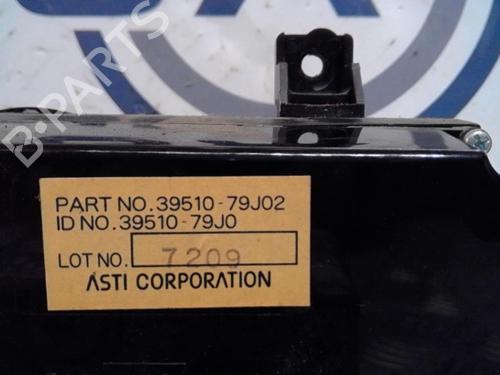 B·PARTS
PART NO. 39510-79J02
ID NO. 39510-79J0
LOT NO. 7209
ASTI CORPORATION